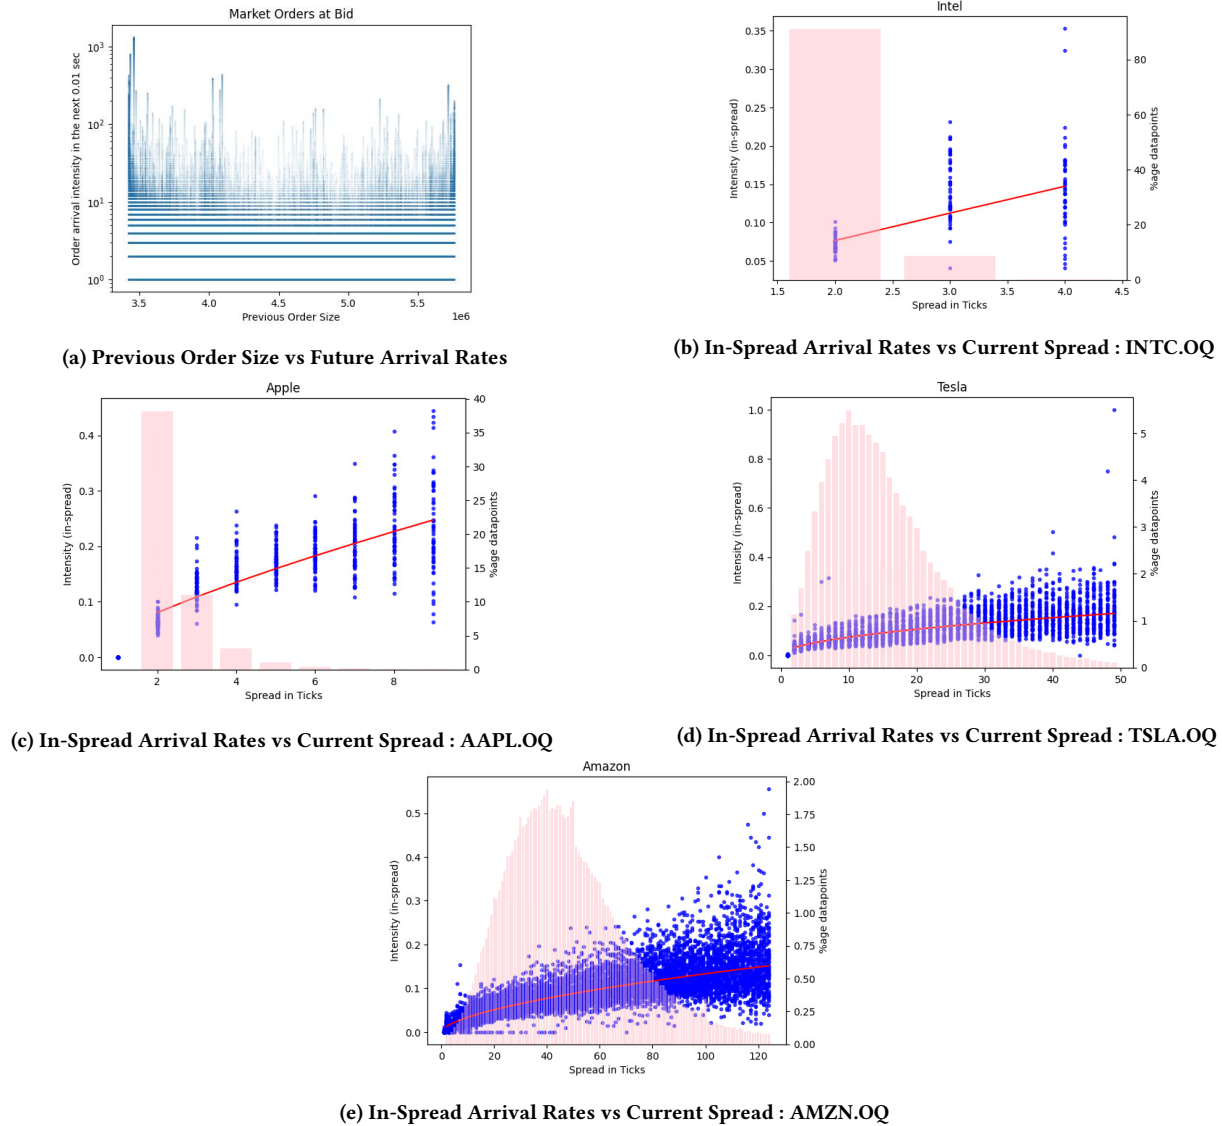 Market Orders at Bid
Order arrival intensity in the next 0.01 sec
10³
10²
10¹
10⁰
3.5 4.0 4.5 5.0 5.5
1e6
Previous Order Size
(a) Previous Order Size vs Future Arrival Rates
Intel
Intensity (in-spread)
0.35
0.30
0.25
0.20
0.15
0.10
0.05
80
60
40
20
0
%age datapoints
1.5 2.0 2.5 3.0 3.5 4.0 4.5
Spread in Ticks
(b) In-Spread Arrival Rates vs Current Spread : INTC.OQ
Apple
Intensity (in-spread)
0.4
0.3
0.2
0.1
0.0
40
35
30
25
20
15
10
5
0
%age datapoints
2 4 6 8
Spread in Ticks
(c) In-Spread Arrival Rates vs Current Spread : AAPL.OQ
Tesla
Intensity (in-spread)
1.0
0.8
0.6
0.4
0.2
0.0
5
4
3
2
1
0
%age datapoints
0 10 20 30 40 50
Spread in Ticks
(d) In-Spread Arrival Rates vs Current Spread : TSLA.OQ
Amazon
Intensity (in-spread)
0.5
0.4
0.3
0.2
0.1
0.0
2.00
1.75
1.50
1.25
1.00
0.75
0.50
0.25
0.00
%age datapoints
0 20 40 60 80 100 120
Spread in Ticks
(e) In-Spread Arrival Rates vs Current Spread : AMZN.OQ